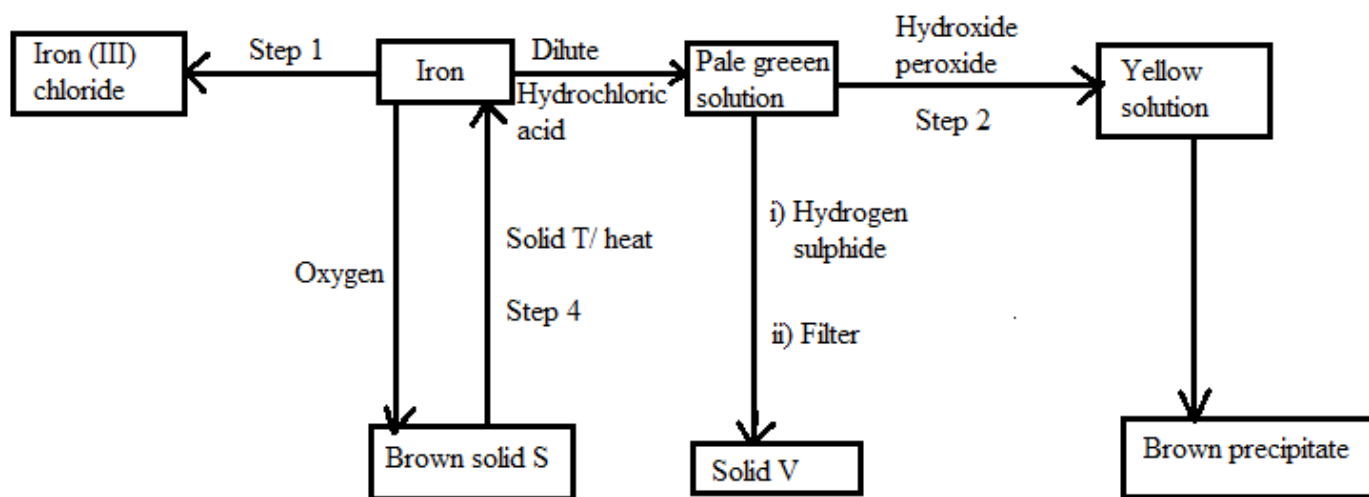 Iron (III)
chloride
Step 1
Iron
Dilute
Hydrochloric
acid
Pale greeen
solution
Hydroxide
peroxide
Step 2
Yellow
solution
Oxygen
Solid T/ heat
Step 4
i) Hydrogen
sulphide
ii) Filter
Brown solid S
Solid V
Brown precipitate